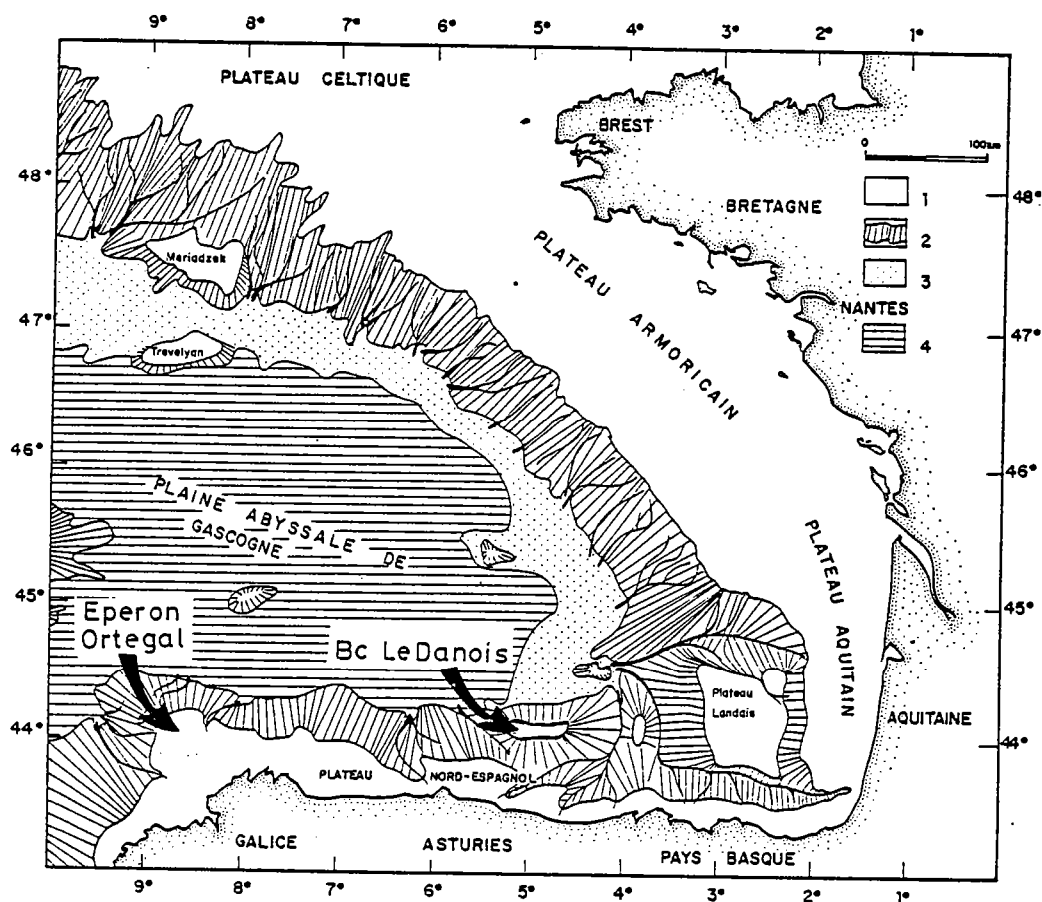 9° 8° 7° 6° 5° 4° 3° 2° 1°
PLATEAU CELTIQUE
BREST
0 100km
48°
48°
1
BRETAGNE
2
Meriadzek
PLATEAU ARMORICAIN
3
NANTES
47°
47°
Trevelyan
4
46°
46°
PLAINE ABYSSALE DE
GASCOGNE
PLATEAU AQUITAIN
45°
45°
Eperon
Ortegal
Bc LeDanois
Plateau
Landais
AQUITAINE
44°
44°
PLATEAU NORD-ESPAGNOL
GALICE ASTURIES PAYS BASQUE
9° 8° 7° 6° 5° 4° 3° 2° 1°